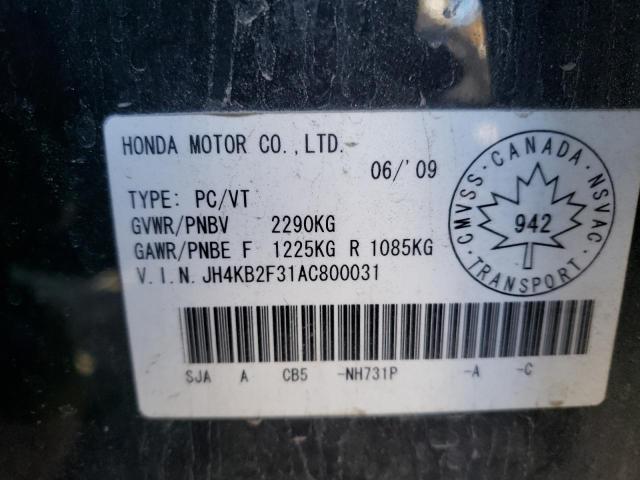 HONDA MOTOR CO.,LTD.
06/'09
TYPE: PC/VT
GVWR/PNBV 2290KG
GAWR/PNBE F 1225KG R 1085KG
V.I.N. JH4KB2F31AC800031
CANADA
CMVSS · NSVAC
942
TRANSPORT
SJA A CB5 -NH731P -A -C